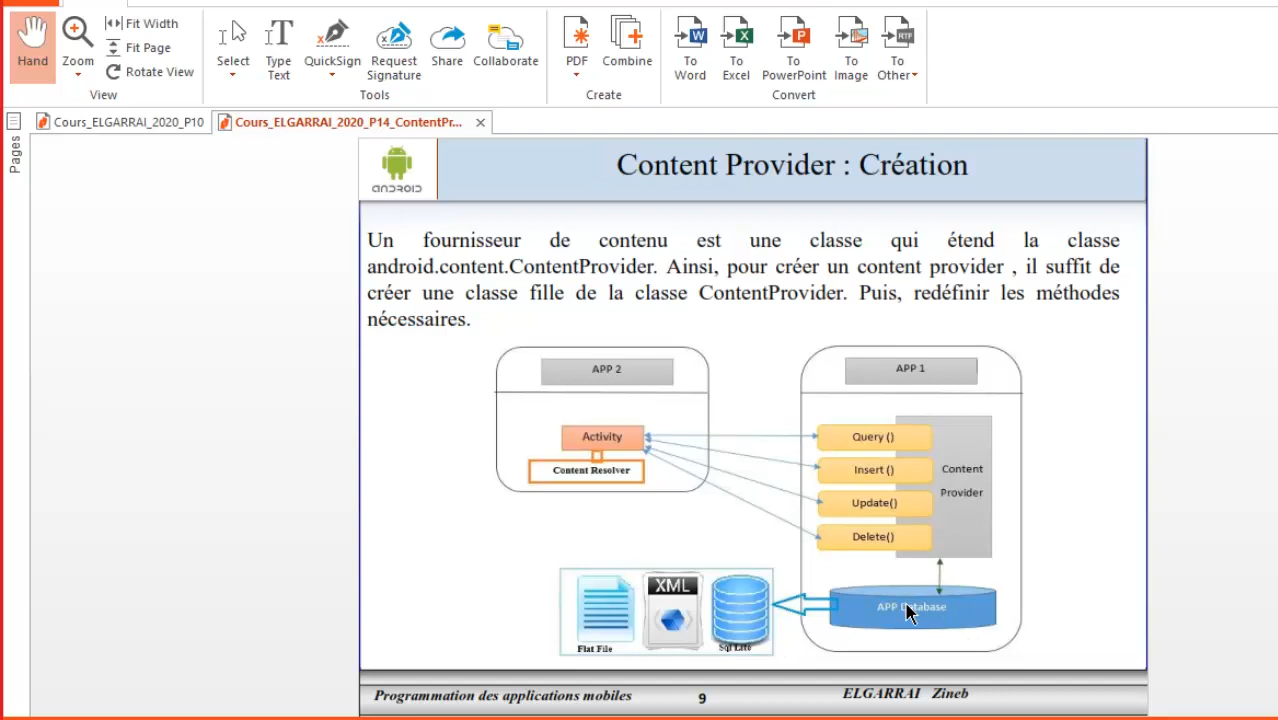 Hand
Zoom
Fit Width
Fit Page
Rotate View
View
Select
Type
Text
QuickSign
Request
Signature
Share
Collaborate
Tools
PDF
Combine
Create
To
Word
To
Excel
To
PowerPoint
To
Image
To
Other
Convert
Cours_ELGARRAI_2020_P10
Cours_ELGARRAI_2020_P14_ContentPr...
Pages
ANDROID
Content Provider : Création
Un fournisseur de contenu est une classe qui étend la classe
android.content.ContentProvider. Ainsi, pour créer un content provider , il suffit de
créer une classe fille de la classe ContentProvider. Puis, redéfinir les méthodes
nécessaires.
APP 2
Activity
Content Resolver
APP 1
Query ()
Insert ()
Update()
Delete()
Content
Provider
APP Database
Flat File
XML
Sql Lite
Programmation des applications mobiles
9
ELGARRAI Zineb